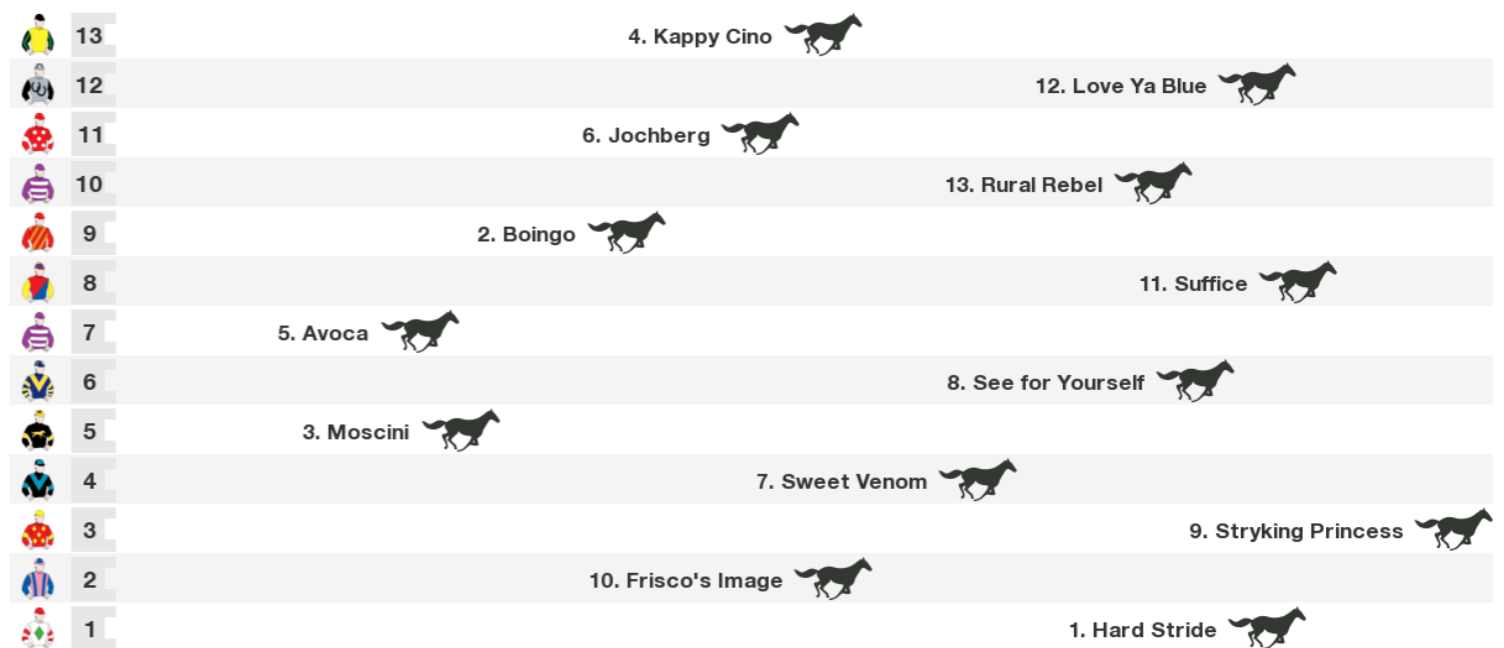 13 4. Kappy Cino
12 12. Love Ya Blue
11 6. Jochberg
10 13. Rural Rebel
9 2. Boingo
8 11. Suffice
7 5. Avoca
6 8. See for Yourself
5 3. Moscini
4 7. Sweet Venom
3 9. Stryking Princess
2 10. Frisco's Image
1 1. Hard Stride